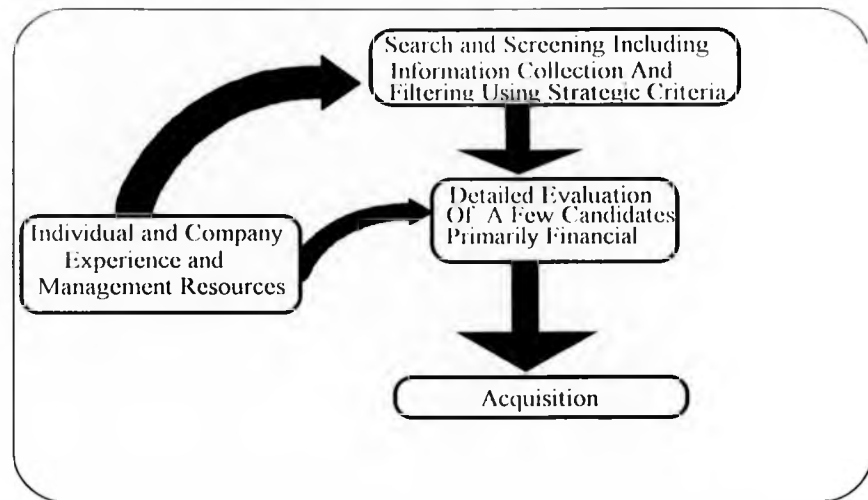 Search and Screening Including
Information Collection And
Filtering Using Strategic Criteria
Detailed Evaluation
Of A Few Candidates
Primarily Financial
Individual and Company
Experience and
Management Resources
Acquisition